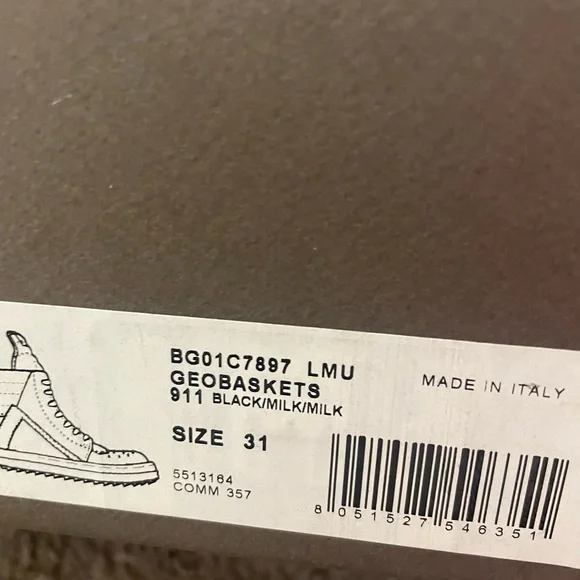 BG01C7897 LMU
GEOBASKETS
911 BLACK/MILK/MILK
MADE IN ITALY
SIZE 31
5513164
COMM 357
8 051527 546351